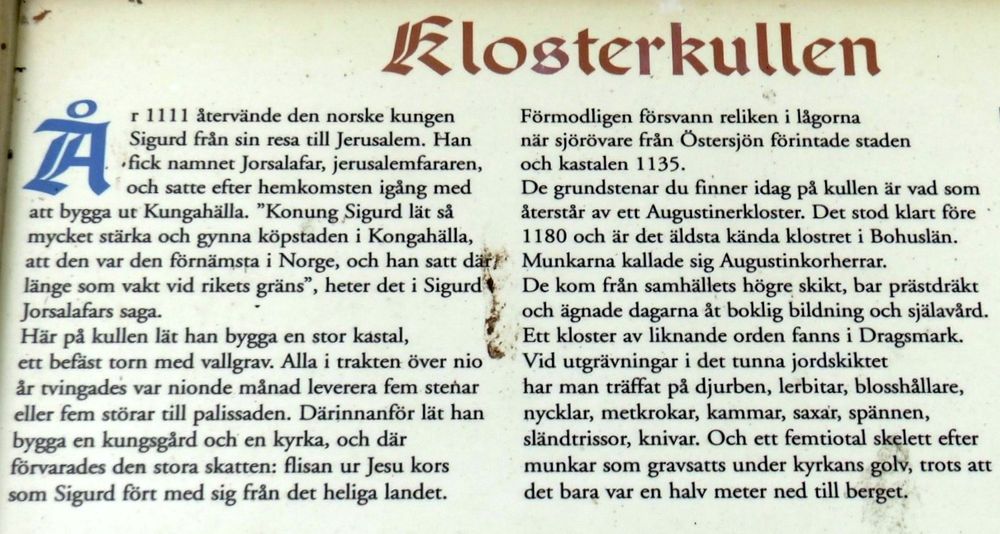 Klosterkullen
År 1111 återvände den norske kungen
Sigurd från sin resa till Jerusalem. Han
fick namnet Jorsalafar, jerusalemfararen,
och satte efter hemkomsten igång med
att bygga ut Kungahälla. ”Konung Sigurd lät så
mycket stärka och gynna köpstaden i Kongahälla,
att den var den förnämsta i Norge, och han satt där
länge som vakt vid rikets gräns”, heter det i Sigurd
Jorsalafars saga.
Här på kullen lät han bygga en stor kastal,
ett befäst torn med vallgrav. Alla i trakten över nio
år tvingades var nionde månad leverera fem stenar
eller fem störar till palissaden. Därinnanför lät han
bygga en kungsgård och en kyrka, och där
förvarades den stora skatten: flisan ur Jesu kors
som Sigurd fört med sig från det heliga landet.
Förmodligen försvann reliken i lågorna
när sjörövare från Östersjön förintade staden
och kastalen 1135.
De grundstenar du finner idag på kullen är vad som
återstår av ett Augustinerkloster. Det stod klart före
1180 och är det äldsta kända klostret i Bohuslän.
Munkarna kallade sig Augustinkorherrar.
De kom från samhällets högre skikt, bar prästdräkt
och ägnade dagarna åt boklig bildning och själavård.
Ett kloster av liknande orden fanns i Dragsmark.
Vid utgrävningar i det tunna jordskiktet
har man träffat på djurben, lerbitar, blosshållare,
nycklar, metkrokar, kammar, saxar, spännen,
sländtrissor, knivar. Och ett femtiotal skelett efter
munkar som gravsatts under kyrkans golv, trots att
det bara var en halv meter ned till berget.